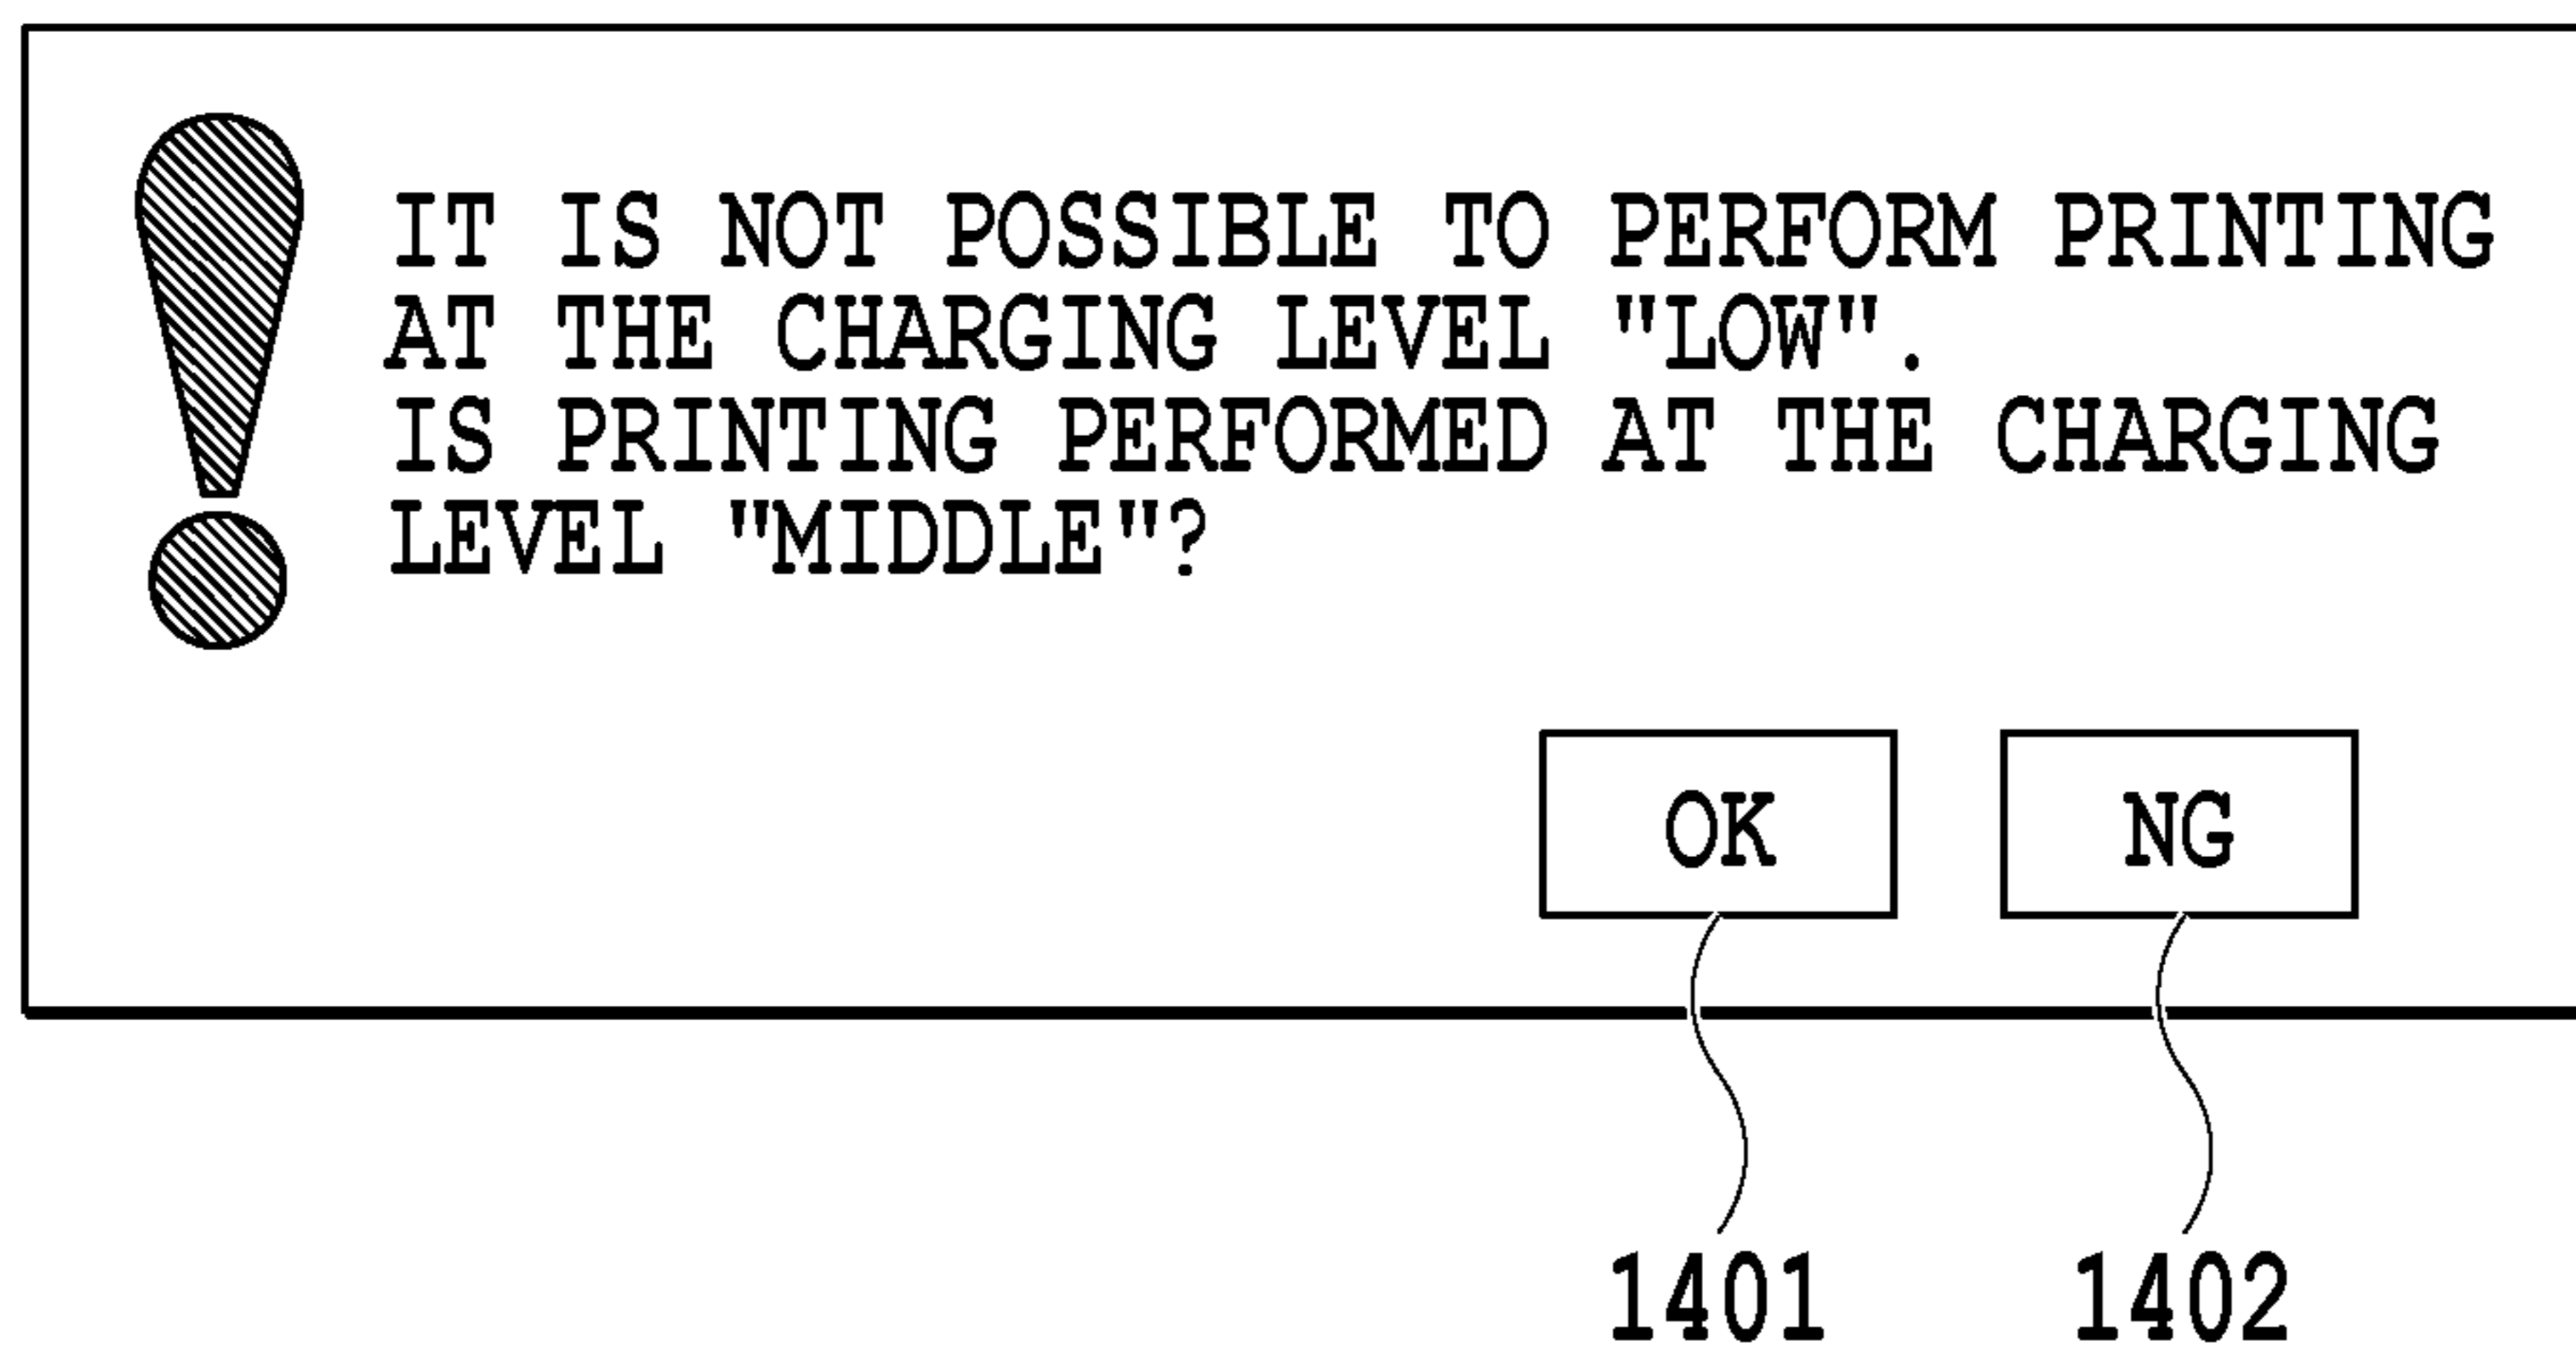 IT IS NOT POSSIBLE TO PERFORM PRINTING
AT THE CHARGING LEVEL "LOW".
IS PRINTING PERFORMED AT THE CHARGING
LEVEL "MIDDLE"?
OK NG
1401 1402